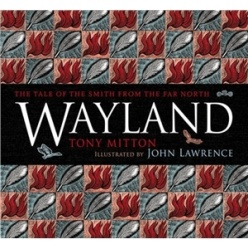 THE TALE OF THE SMITH FROM THE FAR NORTH
WAYLAND
TONY MITTON
ILLUSTRATED BY JOHN LAWRENCE